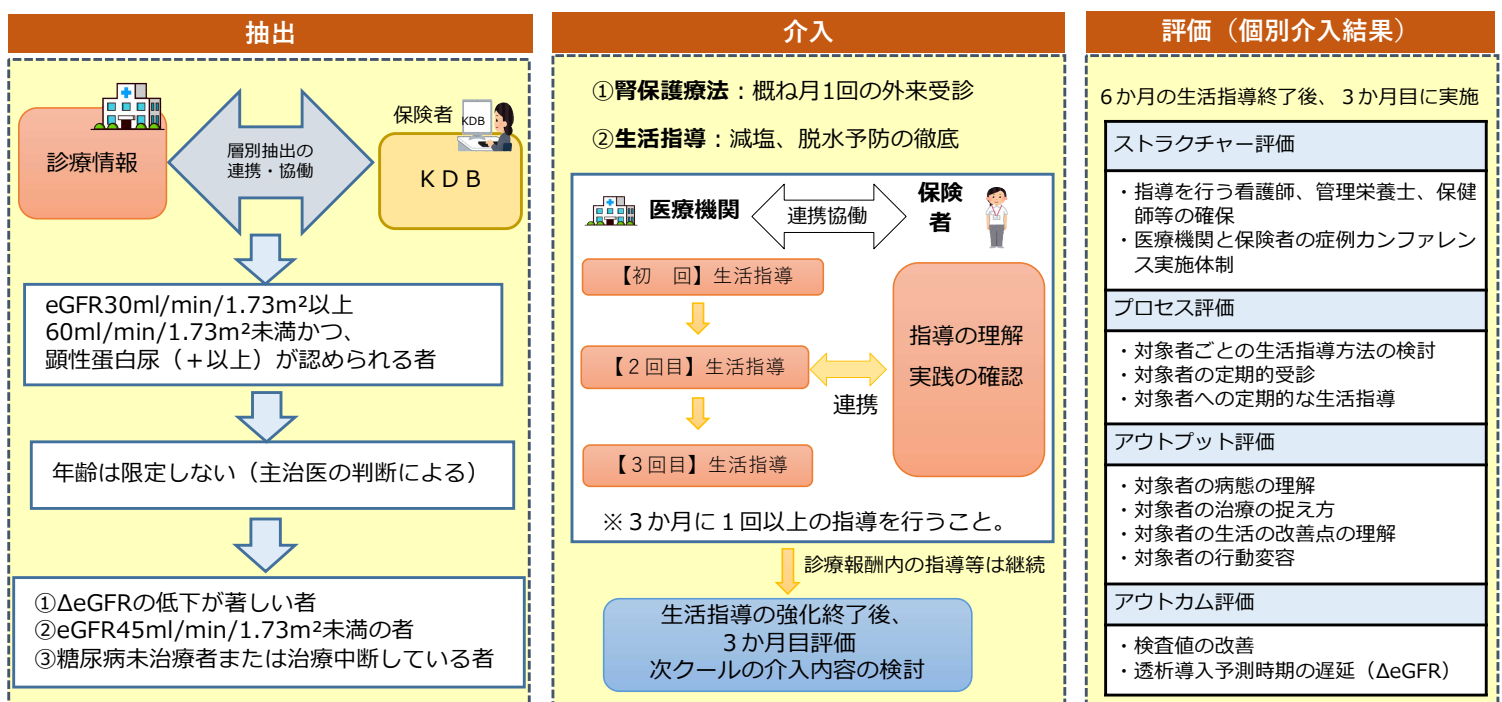 抽出
診療情報
層別抽出の
連携・協働
保険者
KDB
ＫＤＢ
eGFR30ml/min/1.73m²以上
60ml/min/1.73m²未満かつ、
顕性蛋白尿（＋以上）が認められる者
年齢は限定しない（主治医の判断による）
①ΔeGFRの低下が著しい者
②eGFR45ml/min/1.73m²未満の者
③糖尿病未治療者または治療中断している者
介入
①腎保護療法：概ね月1回の外来受診
②生活指導：減塩、脱水予防の徹底
医療機関
連携協働
保険
者
【初　回】生活指導
【２回目】生活指導
【３回目】生活指導
連携
指導の理解
実践の確認
※３か月に１回以上の指導を行うこと。
診療報酬内の指導等は継続
生活指導の強化終了後、
３か月目評価
次クールの介入内容の検討
評価（個別介入結果）
６か月の生活指導終了後、３か月目に実施
ストラクチャー評価
・指導を行う看護師、管理栄養士、保健
師等の確保
・医療機関と保険者の症例カンファレン
ス実施体制
プロセス評価
・対象者ごとの生活指導方法の検討
・対象者の定期的受診
・対象者への定期的な生活指導
アウトプット評価
・対象者の病態の理解
・対象者の治療の捉え方
・対象者の生活の改善点の理解
・対象者の行動変容
アウトカム評価
・検査値の改善
・透析導入予測時期の遅延（ΔeGFR）